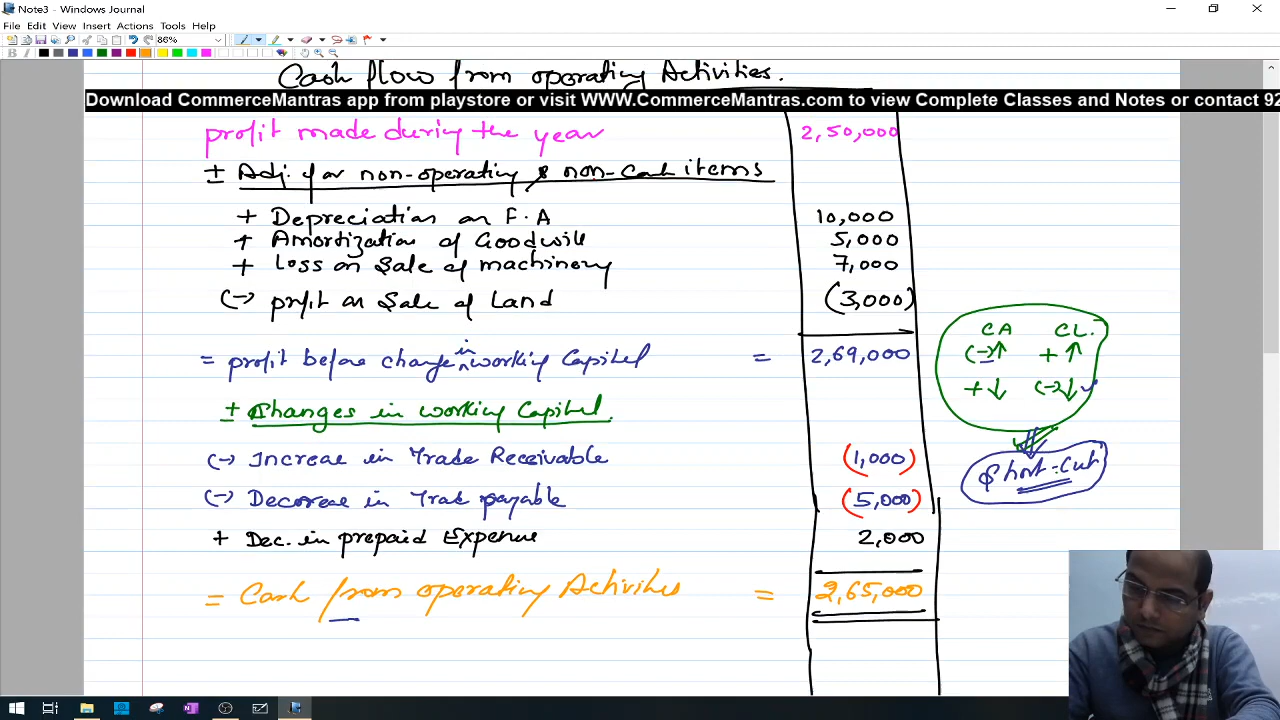 Note3 - Windows Journal
File Edit View Insert Actions Tools Help
86%
Cash flow from operating Activities.
Download CommerceMantras app from playstore or visit WWW.CommerceMantras.com to view Complete Classes and Notes or contact 92
profit made during the year 2,50,000
± Adj. for non-operating & non-Cash items
+ Depreciation on F.A 10,000
+ Amortization of Goodwill 5,000
+ Loss on Sale of machinery 7,000
(-) profit on Sale of Land (3,000)
= profit before change in working Capital = 2,69,000
± Changes in working Capital.
(-) Increase in Trade Receivable (1,000)
(-) Decrease in Trad payable (5,000)
+ Dec. in prepaid Expense 2,000
= Cash from operating Activities = 2,65,000
CA CL.
(-)↑ + ↑
+ ↓ (-)↓
Short-Cut